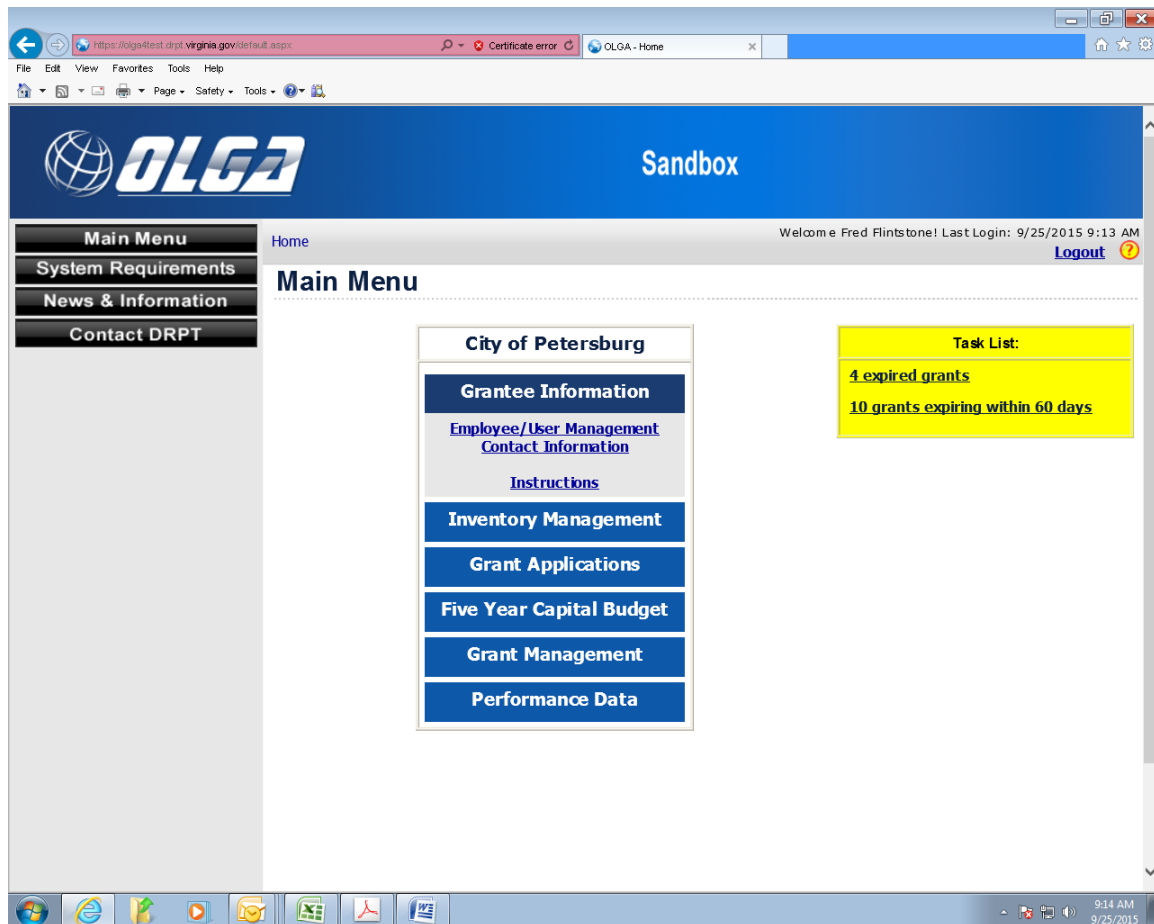 https://olga4test.drpt.virginia.gov/default.aspx
Certificate error
OLGA - Home
File Edit View Favorites Tools Help
Page Safety Tools
OLGA
Sandbox
Main Menu
System Requirements
News & Information
Contact DRPT
Home
Welcome Fred Flintstone! Last Login: 9/25/2015 9:13 AM
Logout ?
Main Menu
City of Petersburg
Grantee Information
Employee/User Management
Contact Information
Instructions
Inventory Management
Grant Applications
Five Year Capital Budget
Grant Management
Performance Data
Task List:
4 expired grants
10 grants expiring within 60 days
9:14 AM
9/25/2015